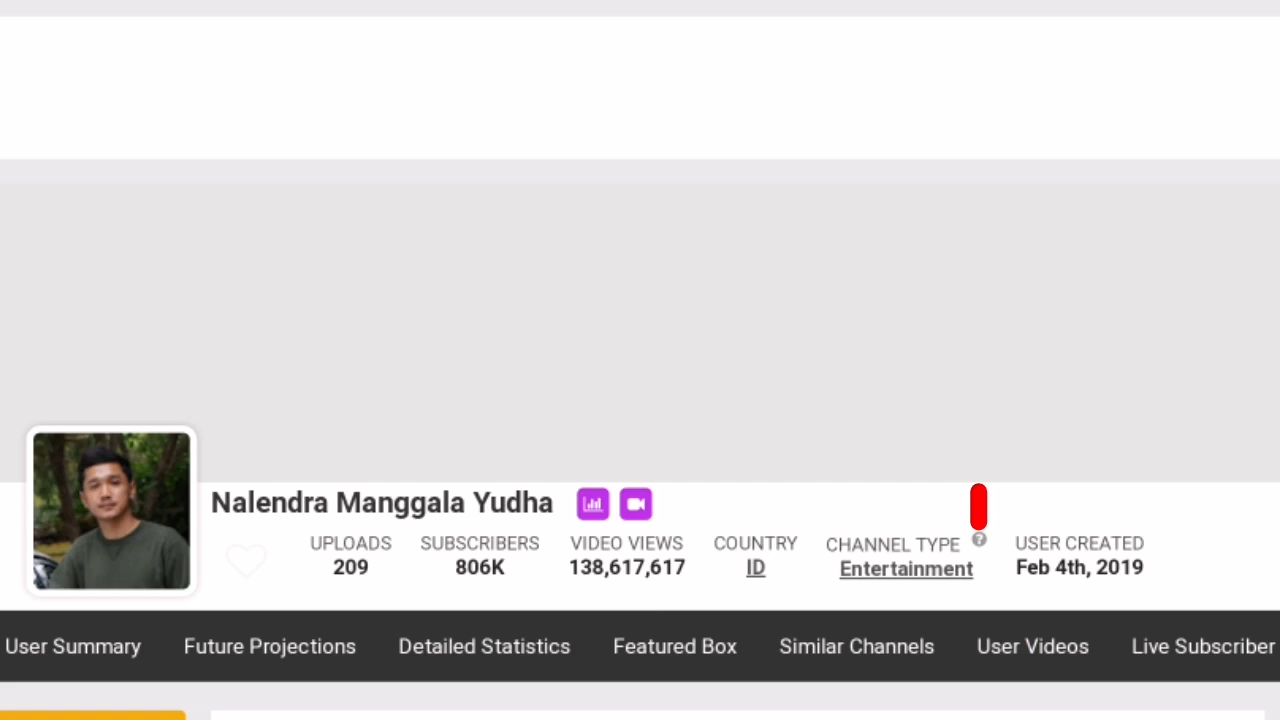 Nalendra Manggala Yudha
UPLOADS SUBSCRIBERS VIDEO VIEWS COUNTRY CHANNEL TYPE ? USER CREATED
209 806K 138,617,617 ID Entertainment Feb 4th, 2019
User Summary Future Projections Detailed Statistics Featured Box Similar Channels User Videos Live Subscriber